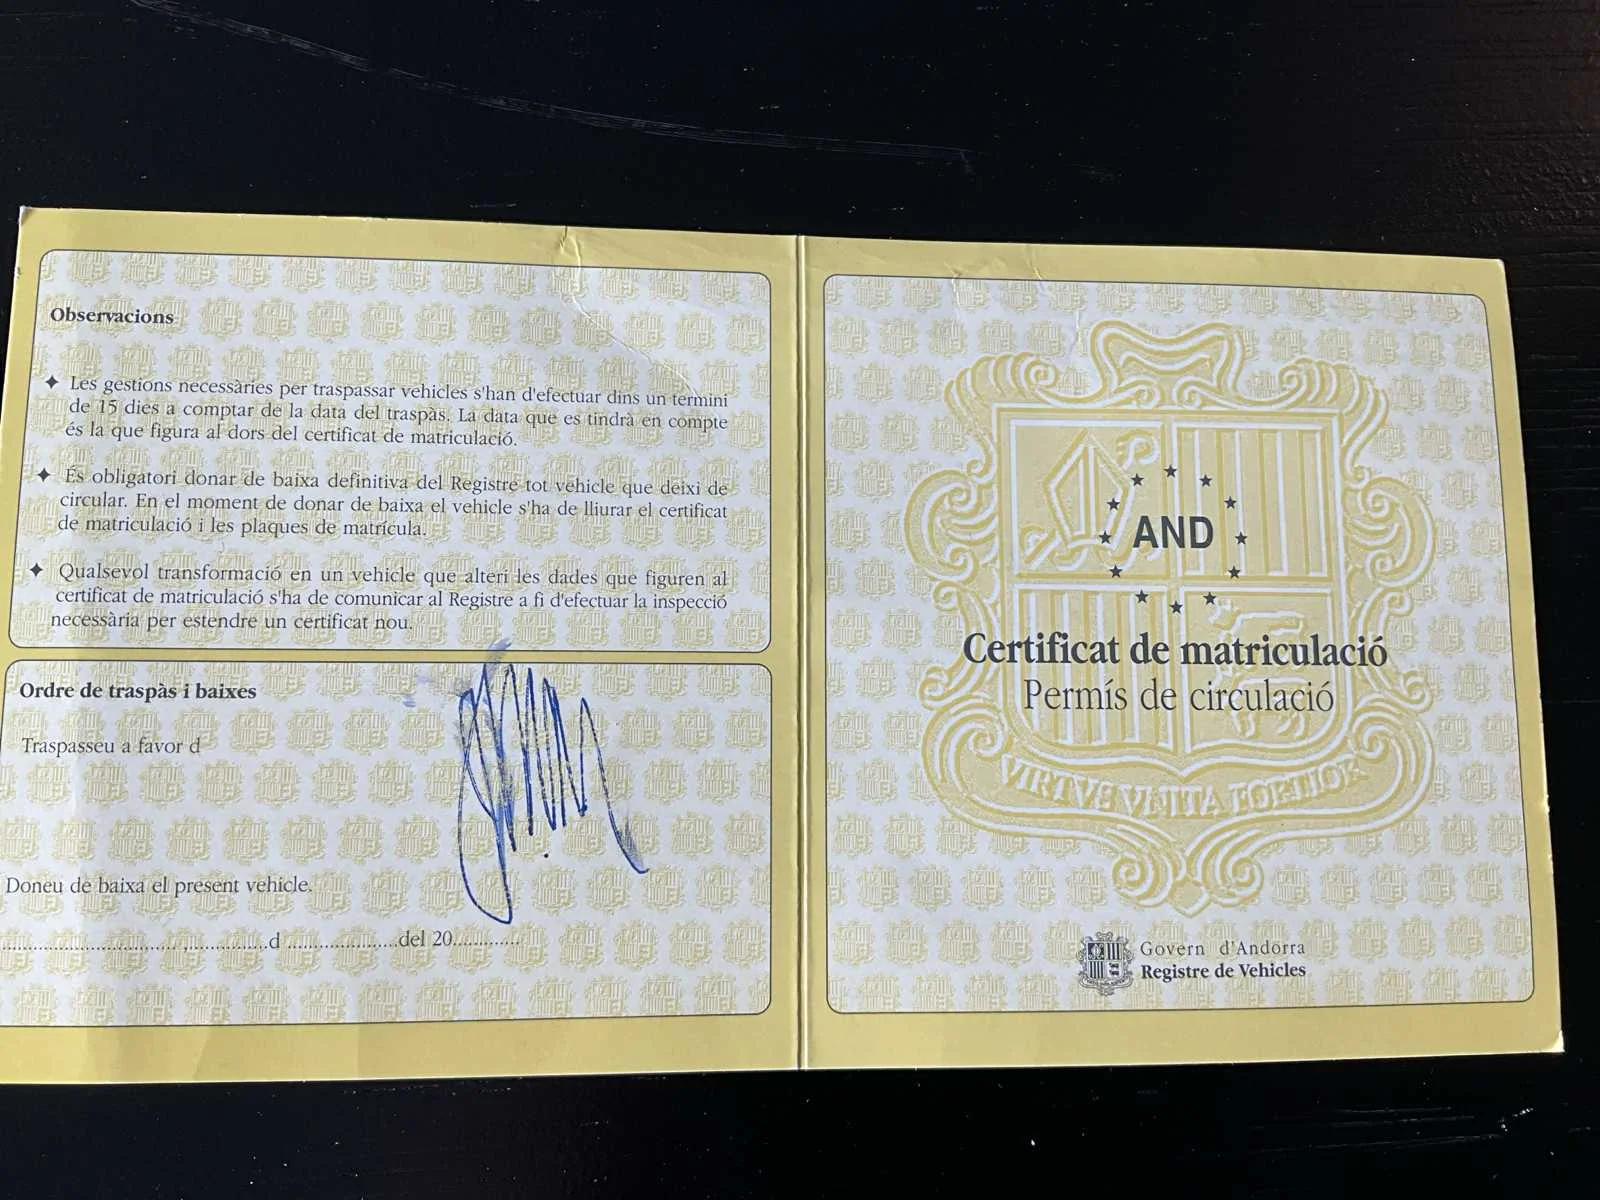 Observacions
✦ Les gestions necessàries per traspassar vehicles s'han d'efectuar dins un termini
de 15 dies a comptar de la data del traspàs. La data que es tindrà en compte
és la que figura al dors del certificat de matriculació.
✦ És obligatori donar de baixa definitiva del Registre tot vehicle que deixi de
circular. En el moment de donar de baixa el vehicle s'ha de lliurar el certificat
de matriculació i les plaques de matrícula.
✦ Qualsevol transformació en un vehicle que alteri les dades que figuren al
certificat de matriculació s'ha de comunicar al Registre a fi d'efectuar la inspecció
necessària per estendre un certificat nou.
Ordre de traspàs i baixes
Traspasseu a favor d
Doneu de baixa el present vehicle.
................................,................d ......................del 20.............
AND
Certificat de matriculació
Permís de circulació
VIRTVS VNITA FORTIOR
Govern d'Andorra
Registre de Vehicles